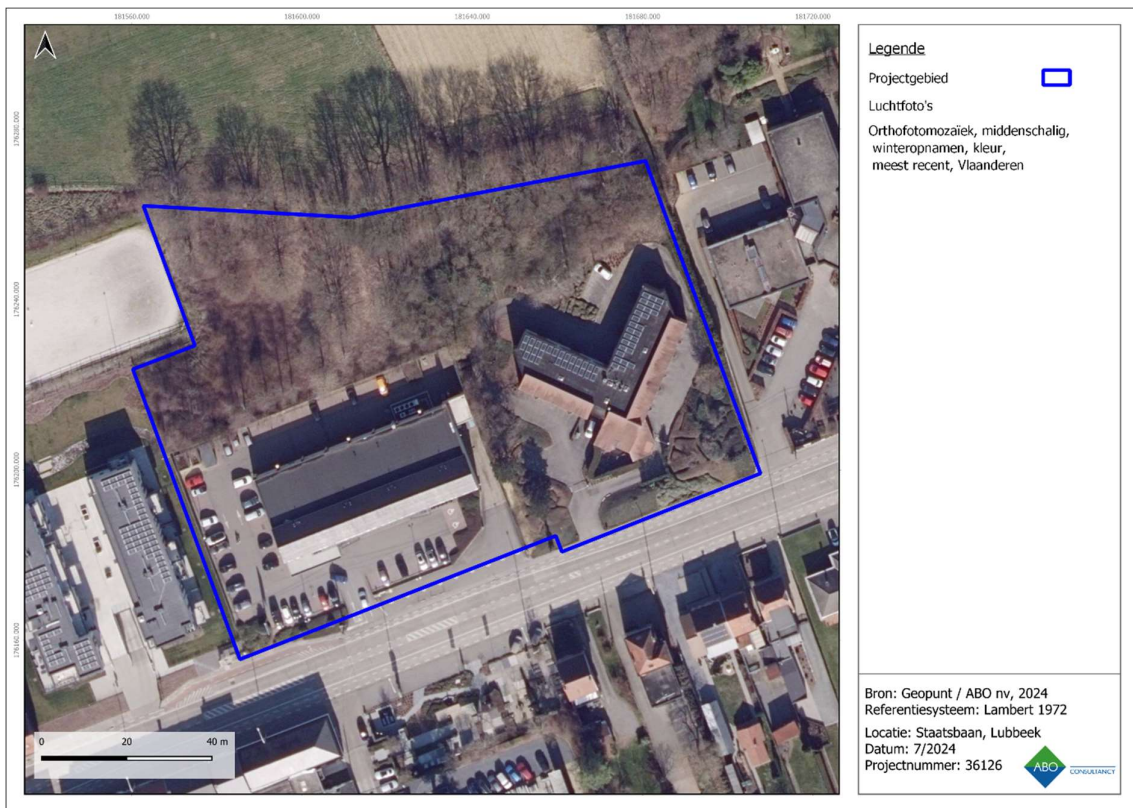 181560.000 181600.000 181640.000 181680.000 181720.000
176280.000
176240.000
176200.000
176160.000
0 20 40 m
Legende
Projectgebied
Luchtfoto's
Orthofotomozaïek, middenschalig,
winteropnamen, kleur,
meest recent, Vlaanderen
Bron: Geopunt / ABO nv, 2024
Referentiesysteem: Lambert 1972
Locatie: Staatsbaan, Lubbeek
Datum: 7/2024
Projectnummer: 36126
ABO CONSULTANCY